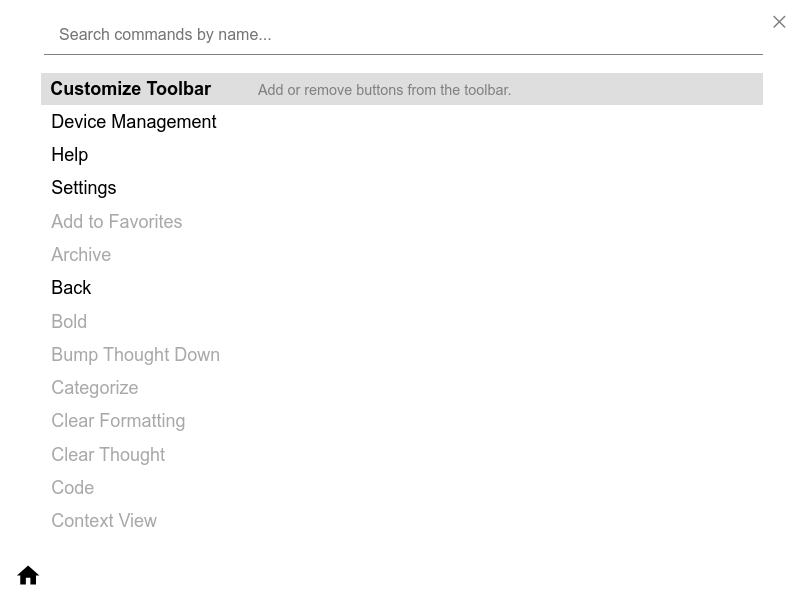 Search commands by name...
Customize Toolbar Add or remove buttons from the toolbar.
Device Management
Help
Settings
Add to Favorites
Archive
Back
Bold
Bump Thought Down
Categorize
Clear Formatting
Clear Thought
Code
Context View